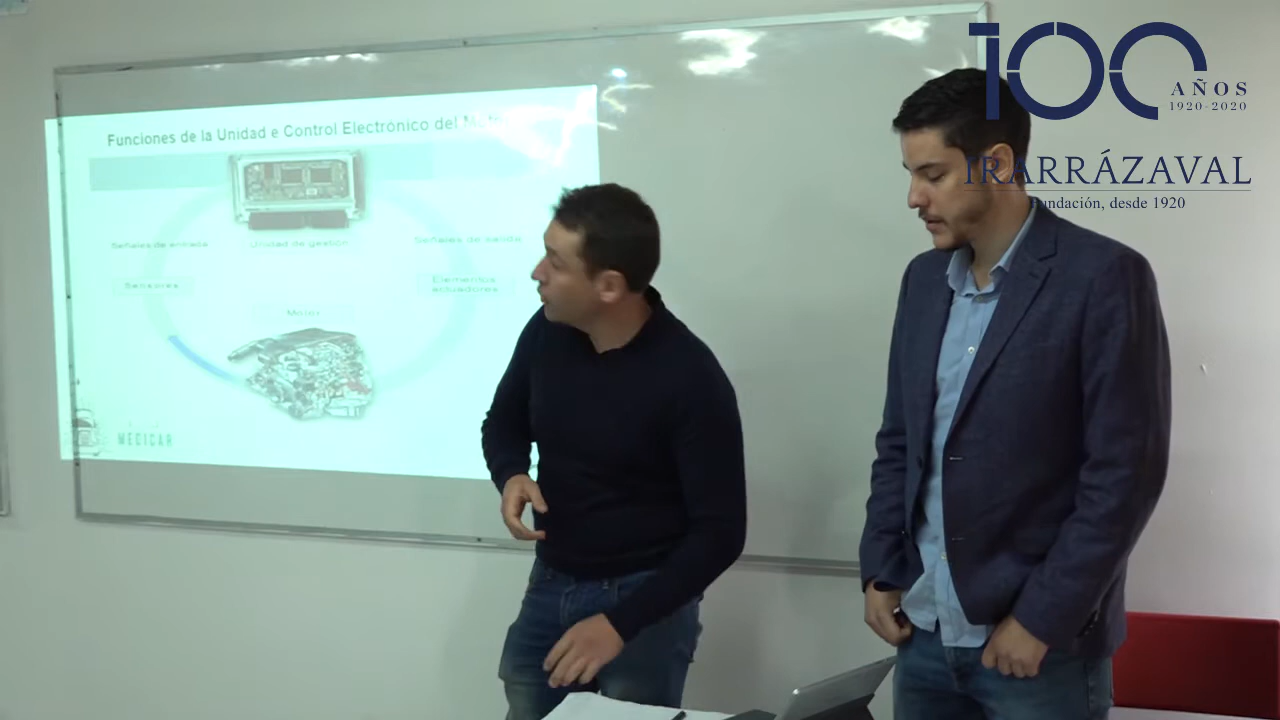 100
AÑOS
1920-2020
IRARRÁZAVAL
Fundación, desde 1920
Funciones de la Unidad e Control Electrónico del
Señales de entrada
Unidad de gestión
Señales de salida
Sensores
Elementos
actuadores
Motor
MEDICAR